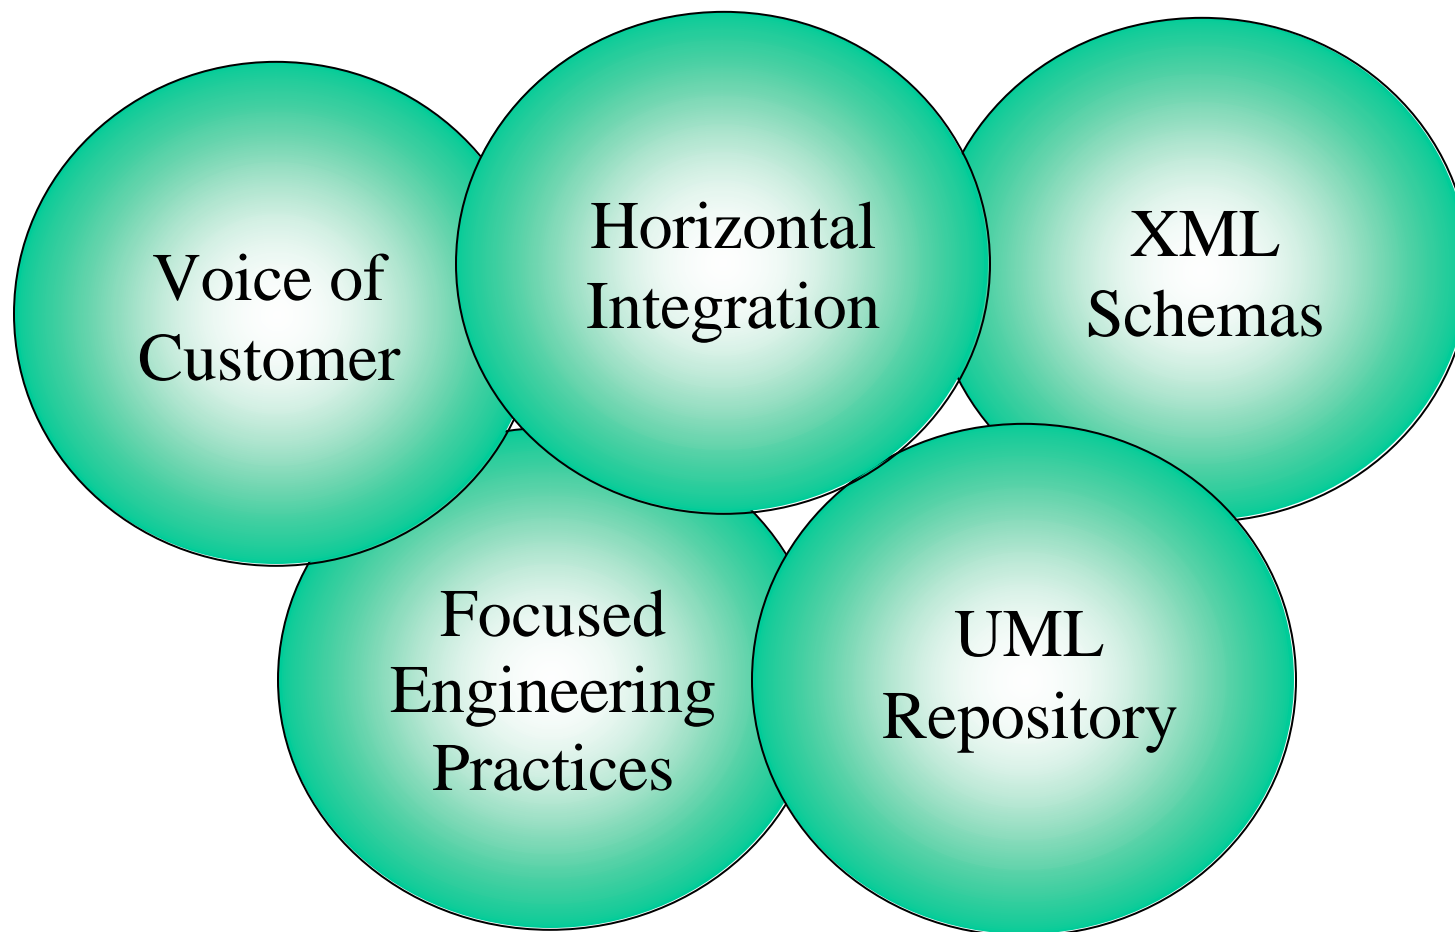 Voice of
Customer
Horizontal
Integration
XML
Schemas
Focused
Engineering
Practices
UML
Repository